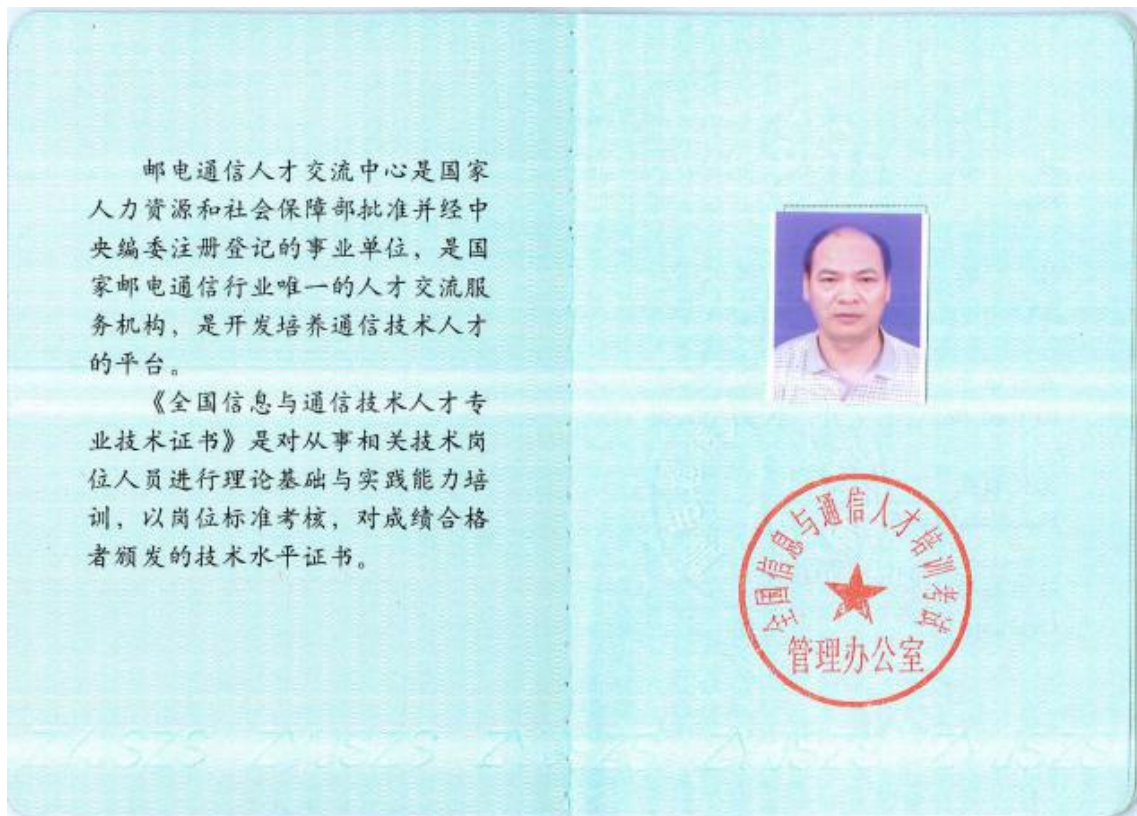 邮电通信人才交流中心是国家
人力资源和社会保障部批准并经中
央编委注册登记的事业单位，是国
家邮电通信行业唯一的人才交流服
务机构，是开发培养通信技术人才
的平台。
《全国信息与通信技术人才专
业技术证书》是对从事相关技术岗
位人员进行理论基础与实践能力培
训，以岗位标准考核，对成绩合格
者颁发的技术水平证书。
全国信息与通信人才培训考试
管理办公室